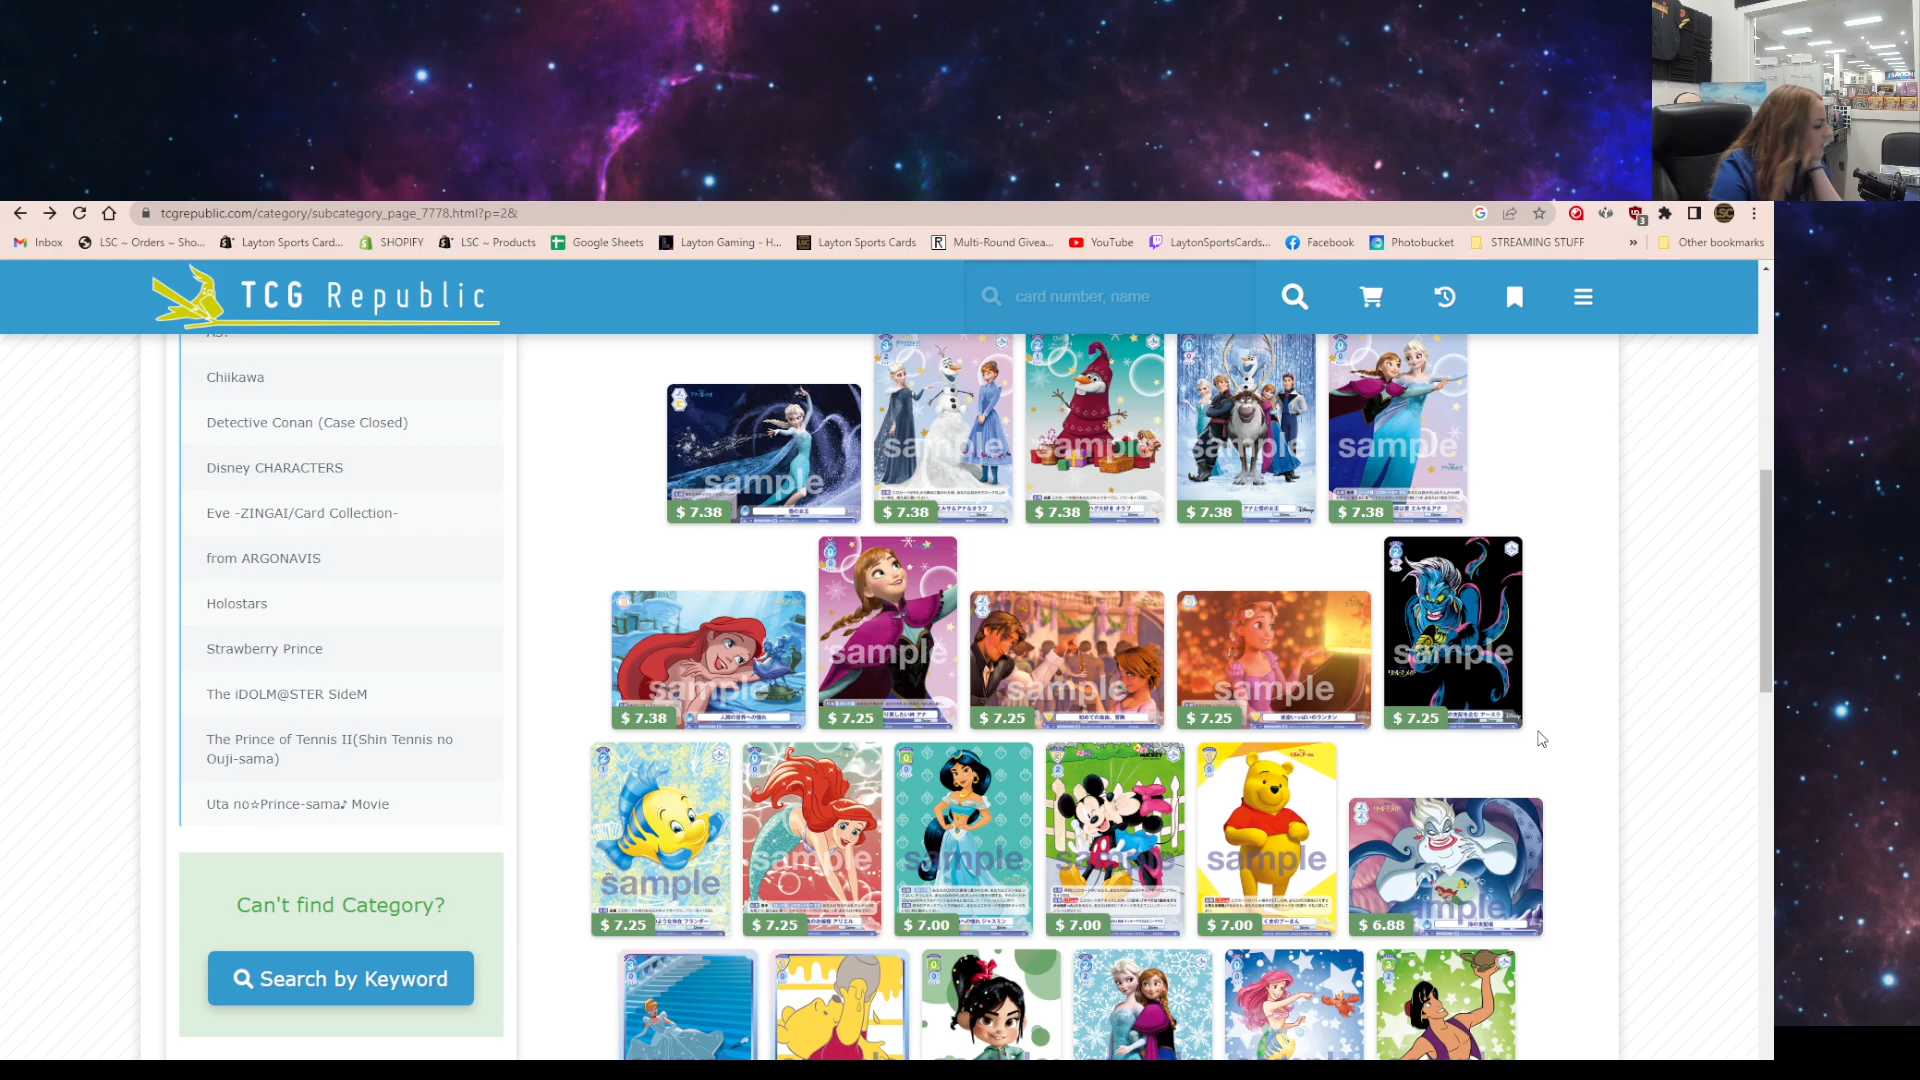 tcgrepublic.com/category/subcategory_page_7778.html?p=2&
3
LSC
Inbox
LSC ~ Orders ~ Sho...
Layton Sports Card...
SHOPIFY
LSC ~ Products
Google Sheets
Layton Gaming - H...
Layton Sports Cards
Multi-Round Givea...
YouTube
LaytonSportsCards...
Facebook
Photobucket
STREAMING STUFF
»
Other bookmarks
TCG Republic
card number, name
Chiikawa
Detective Conan (Case Closed)
Disney CHARACTERS
Eve -ZINGAI/Card Collection-
from ARGONAVIS
Holostars
Strawberry Prince
The iDOLM@STER SideM
The Prince of Tennis II(Shin Tennis no
Ouji-sama)
Uta no☆Prince-sama♪ Movie
Can't find Category?
Search by Keyword
sample
sample
sample
sample
sample
$ 7.38
$ 7.38
$ 7.38
$ 7.38
$ 7.38
sample
sample
sample
sample
sample
$ 7.38
$ 7.25
$ 7.25
$ 7.25
$ 7.25
sample
sample
sample
sample
sample
$ 7.25
$ 7.25
$ 7.00
$ 7.00
$ 7.00
$ 6.88